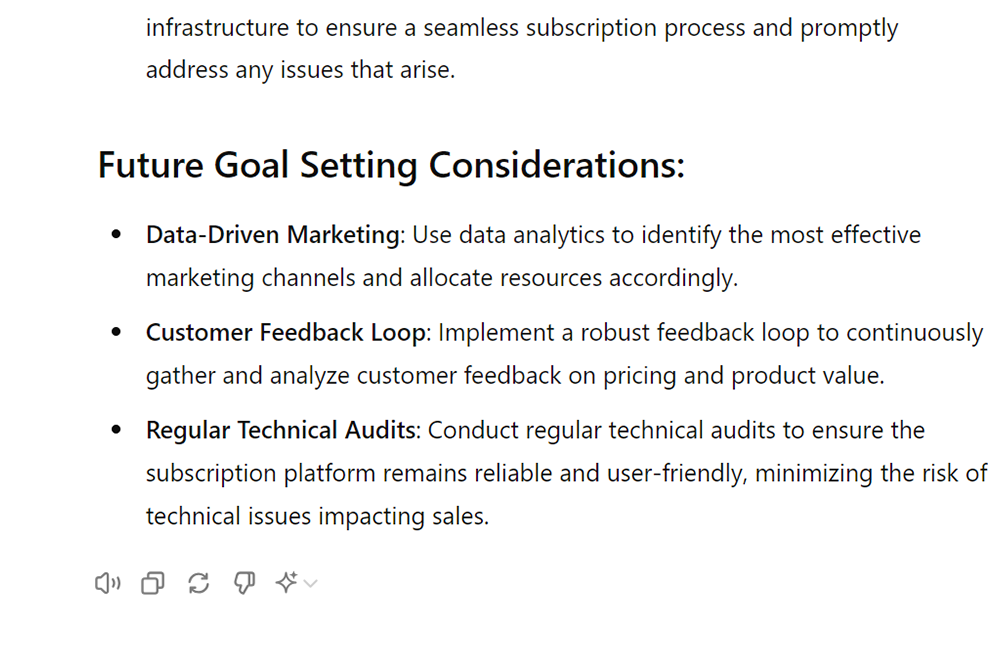 infrastructure to ensure a seamless subscription process and promptly
address any issues that arise.
Future Goal Setting Considerations:
Data-Driven Marketing: Use data analytics to identify the most effective
marketing channels and allocate resources accordingly.
Customer Feedback Loop: Implement a robust feedback loop to continuously
gather and analyze customer feedback on pricing and product value.
Regular Technical Audits: Conduct regular technical audits to ensure the
subscription platform remains reliable and user-friendly, minimizing the risk of
technical issues impacting sales.